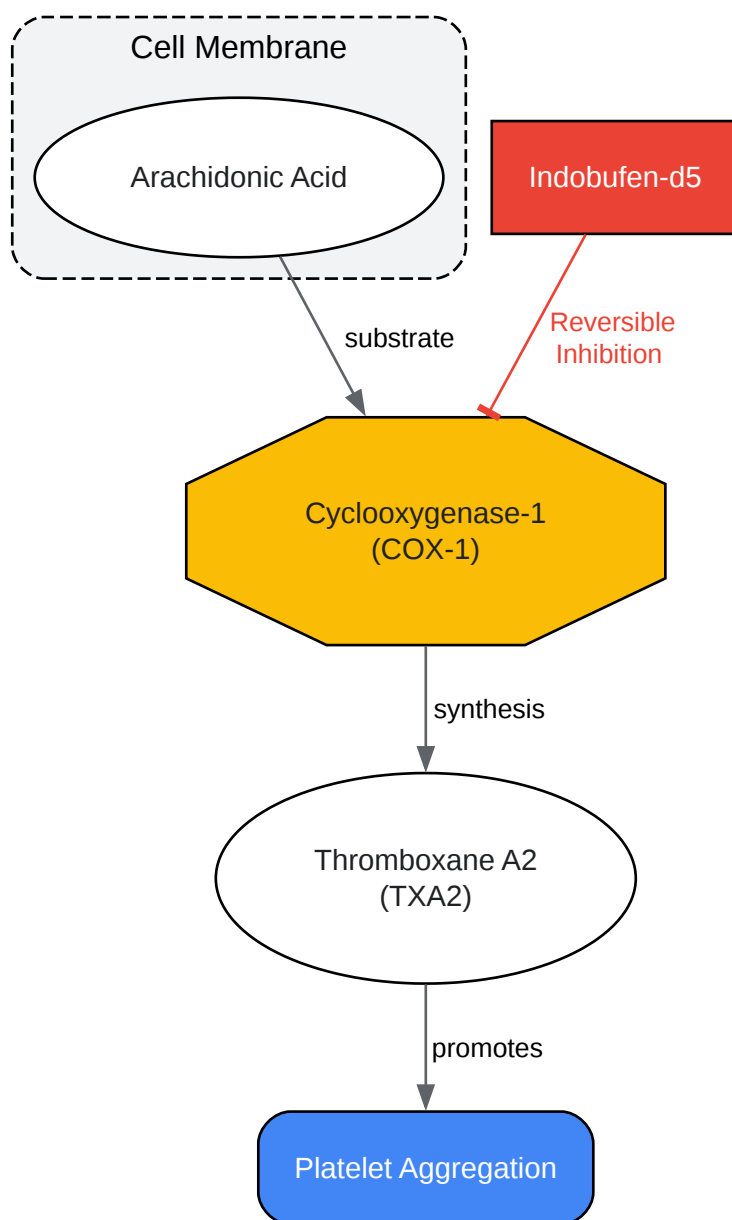 Cell Membrane
Arachidonic Acid
Indobufen-d5
substrate
Reversible
Inhibition
Cyclooxygenase-1
(COX-1)
synthesis
Thromboxane A2
(TXA2)
promotes
Platelet Aggregation